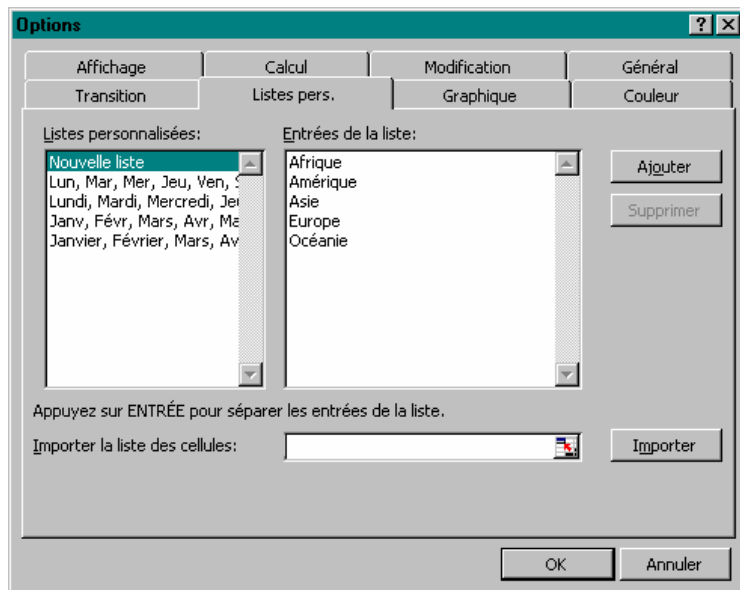 Options
Affichage Calcul Modification Général
Transition Listes pers. Graphique Couleur
Listes personnalisées: Entrées de la liste:
Nouvelle liste
Lun, Mar, Mer, Jeu, Ven, S
Lundi, Mardi, Mercredi, Jeu
Janv, Févr, Mars, Avr, Ma
Janvier, Février, Mars, Av
Afrique
Amérique
Asie
Europe
Océanie
Ajouter
Supprimer
Appuyez sur ENTRÉE pour séparer les entrées de la liste.
Importer la liste des cellules: Importer
OK Annuler